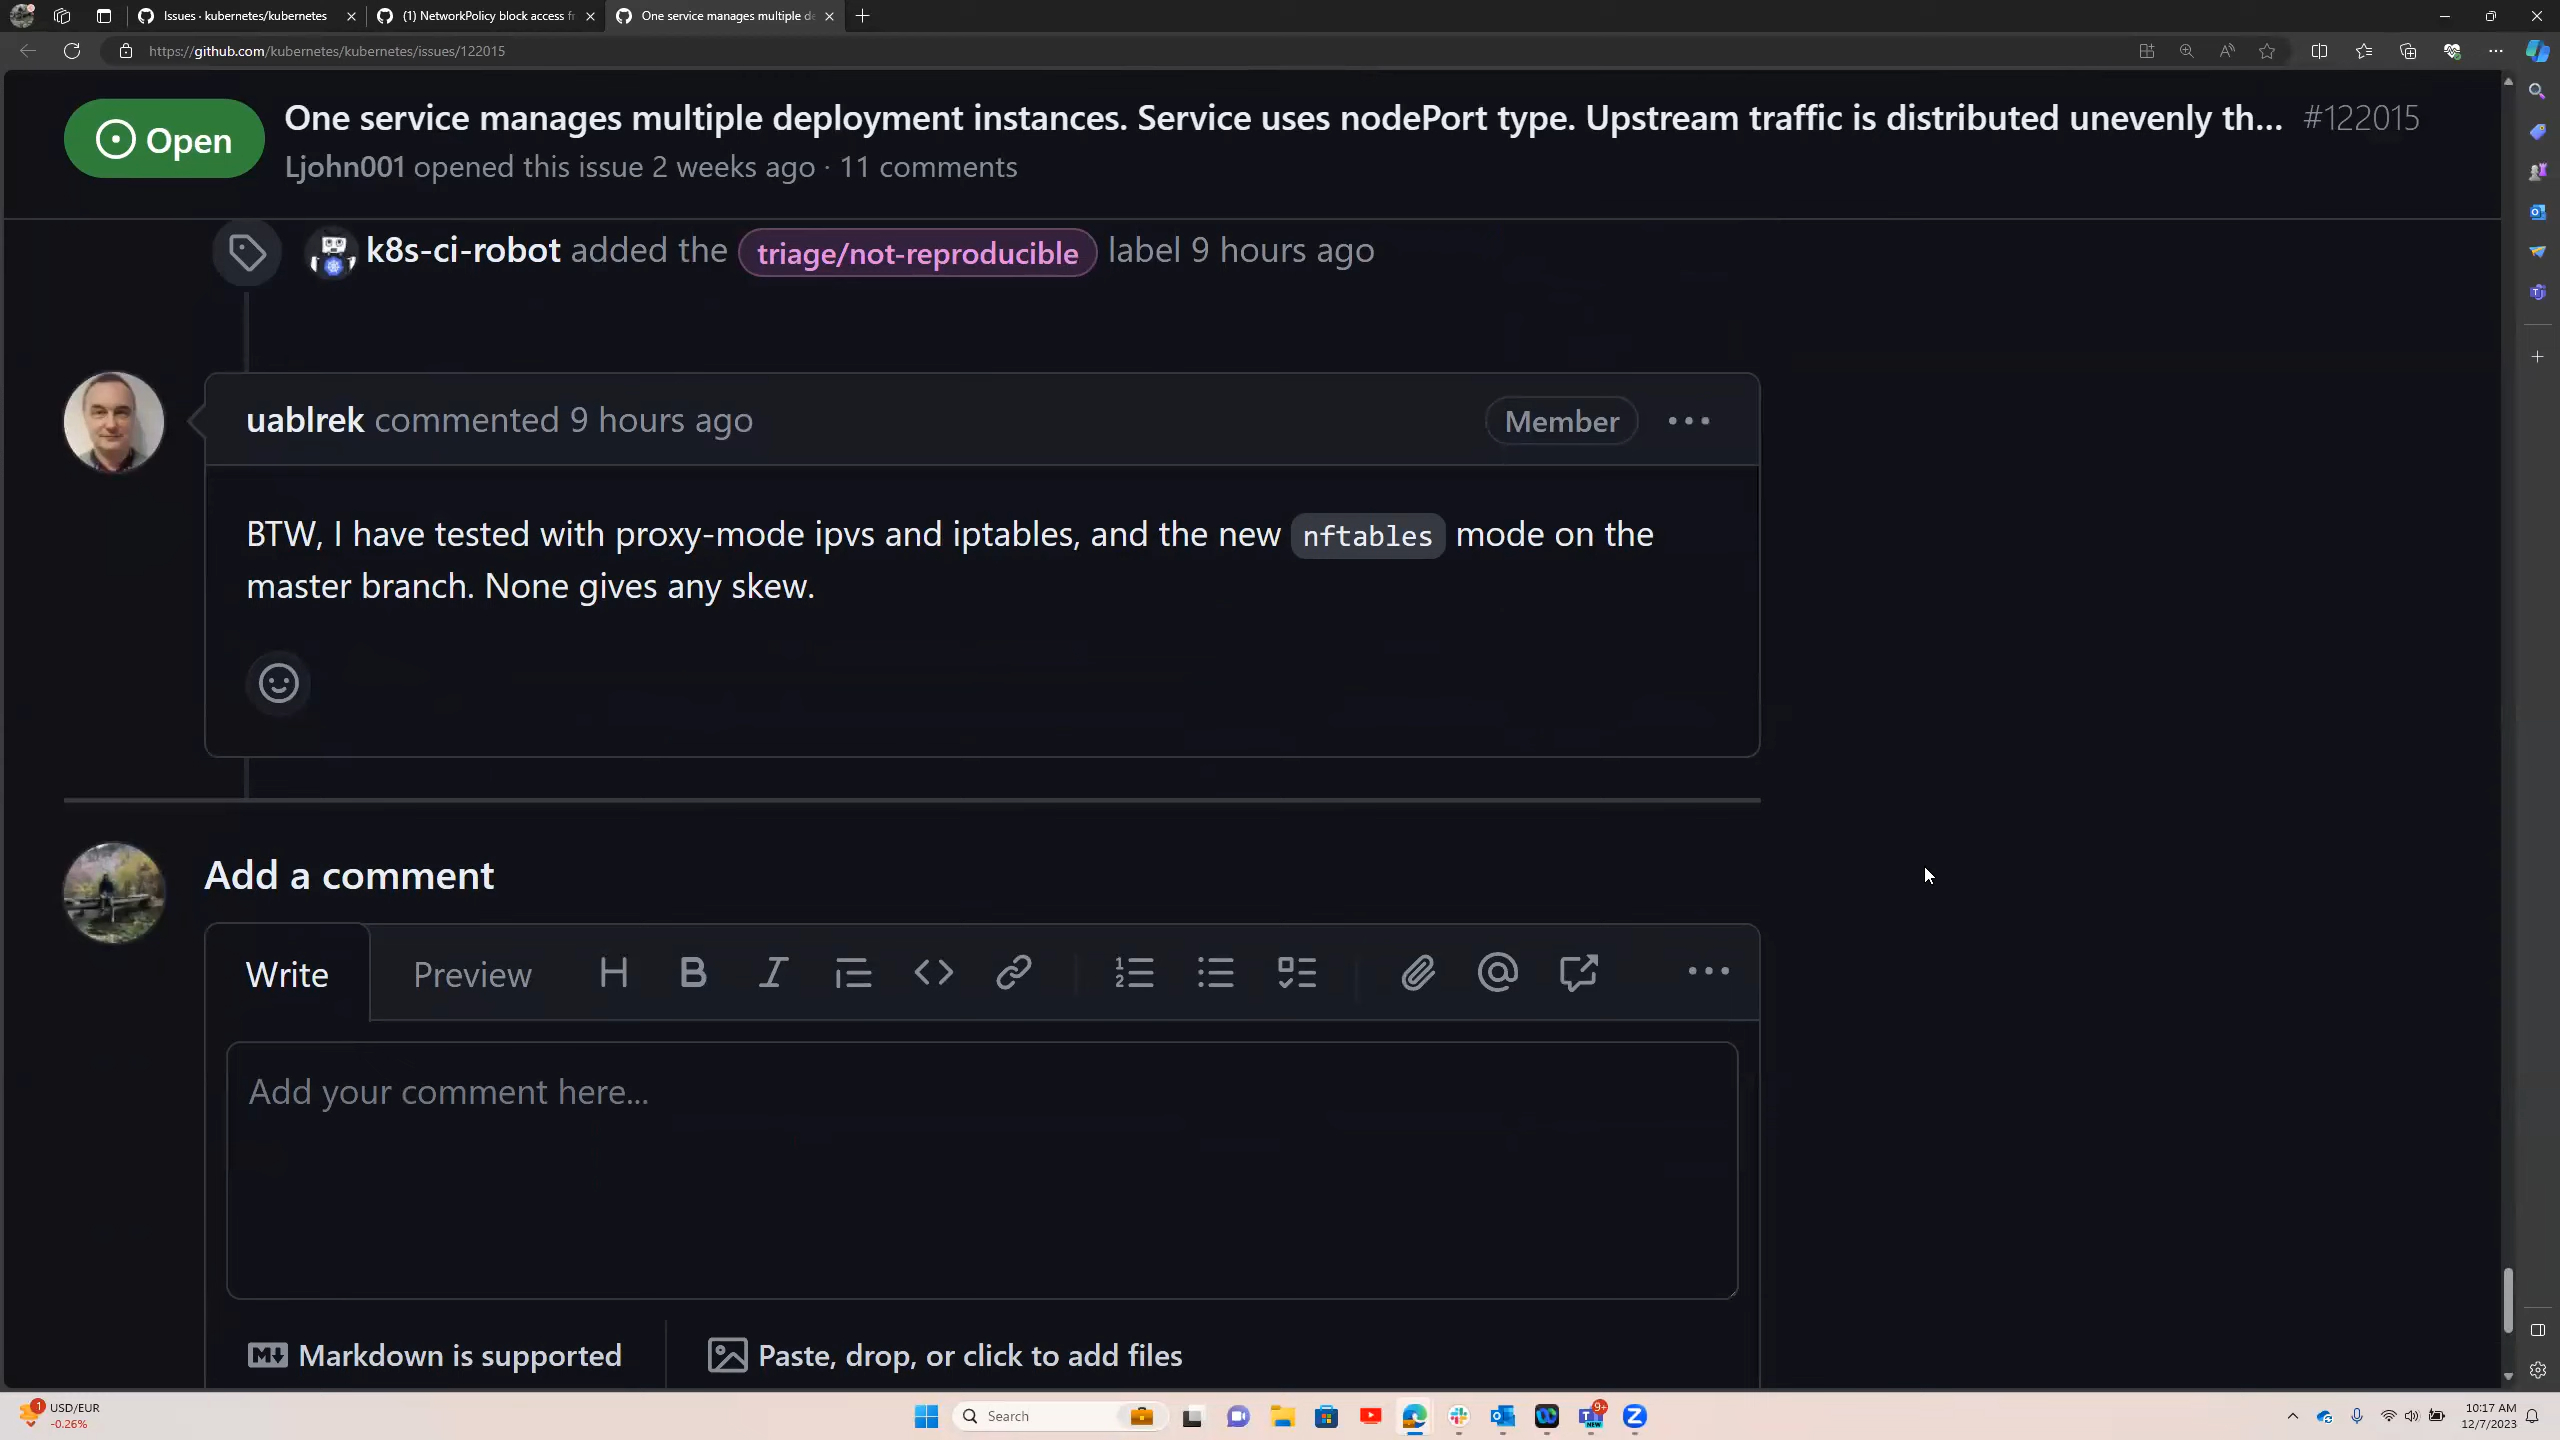 Issues · kubernetes/kubernetes
(1) NetworkPolicy block access f
One service manages multiple d
https://github.com/kubernetes/kubernetes/issues/122015
Open
One service manages multiple deployment instances. Service uses nodePort type. Upstream traffic is distributed unevenly th... #122015
Ljohn001 opened this issue 2 weeks ago · 11 comments
k8s-ci-robot added the triage/not-reproducible label 9 hours ago
uablrek commented 9 hours ago
Member
BTW, I have tested with proxy-mode ipvs and iptables, and the new nftables mode on the
master branch. None gives any skew.
Add a comment
Write
Preview
Add your comment here...
Markdown is supported
Paste, drop, or click to add files
1
USD/EUR
-0.26%
Search
9+
NEW
10:17 AM
12/7/2023